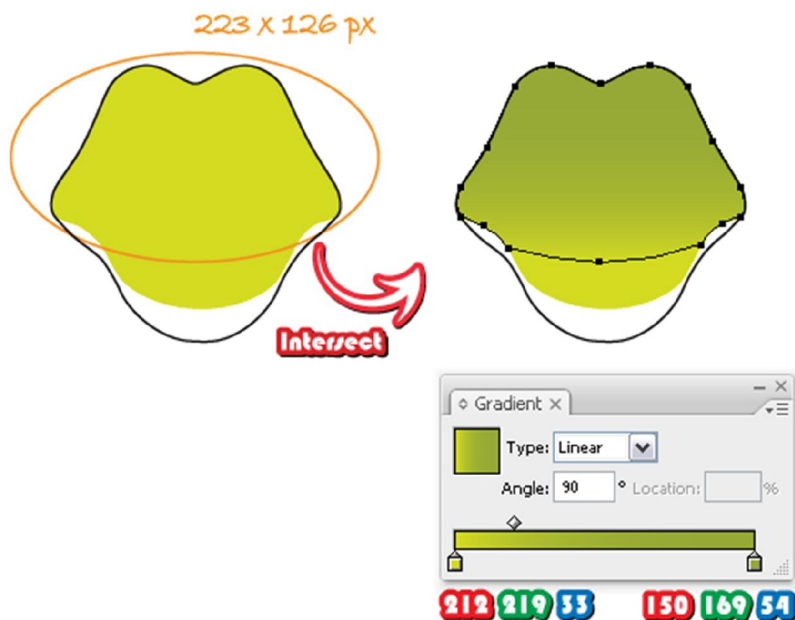 223 x 126 px
Intersect
Gradient
Type: Linear
Angle: 90 ° Location: %
212 219 33 150 169 54